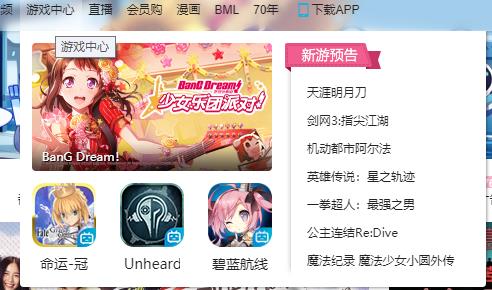 频 游戏中心 直播 会员购 漫画 BML 70年 下载APP
游戏中心
BanG Dream!
少女乐团派对!
BanG Dream!
命运-冠
Unheard
碧蓝航线
新游预告
天涯明月刀
剑网3:指尖江湖
机动都市阿尔法
英雄传说：星之轨迹
一拳超人：最强之男
公主连结Re:Dive
魔法纪录 魔法少女小圆外传